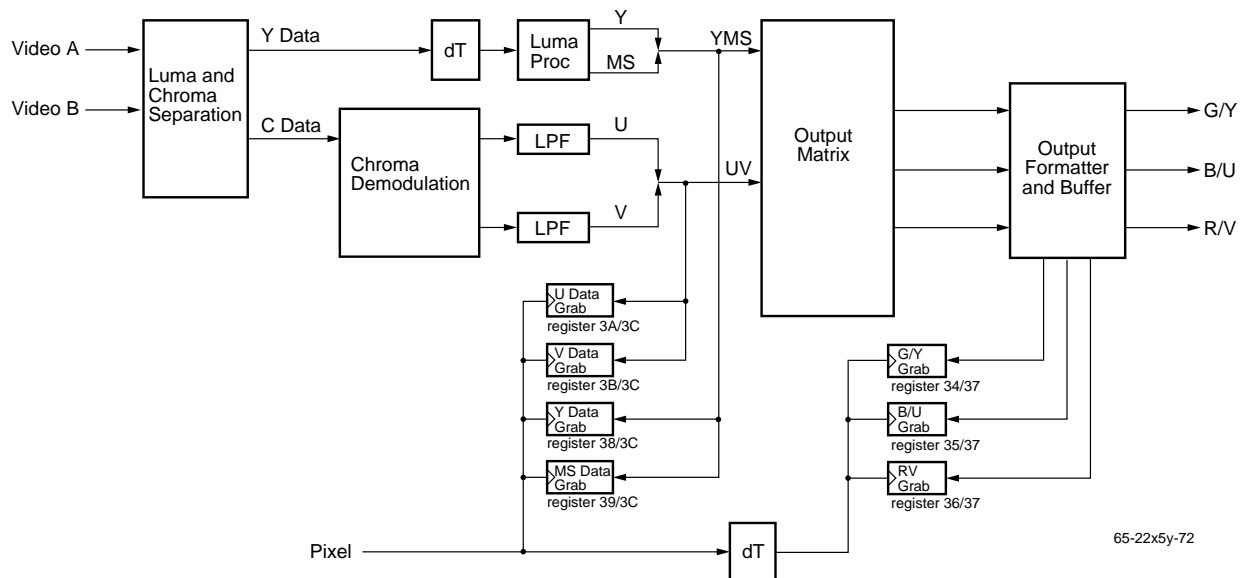 Video A
Video B
Luma and
Chroma
Separation
Y Data
C Data
dT
Luma
Proc
Y
MS
YMS
Chroma
Demodulation
LPF
U
LPF
V
UV
Output
Matrix
Output
Formatter
and Buffer
G/Y
B/U
R/V
U Data
Grab
register 3A/3C
V Data
Grab
register 3B/3C
Y Data
Grab
register 38/3C
MS Data
Grab
register 39/3C
G/Y
Grab
register 34/37
B/U
Grab
register 35/37
RV
Grab
register 36/37
Pixel
dT
65-22x5y-72